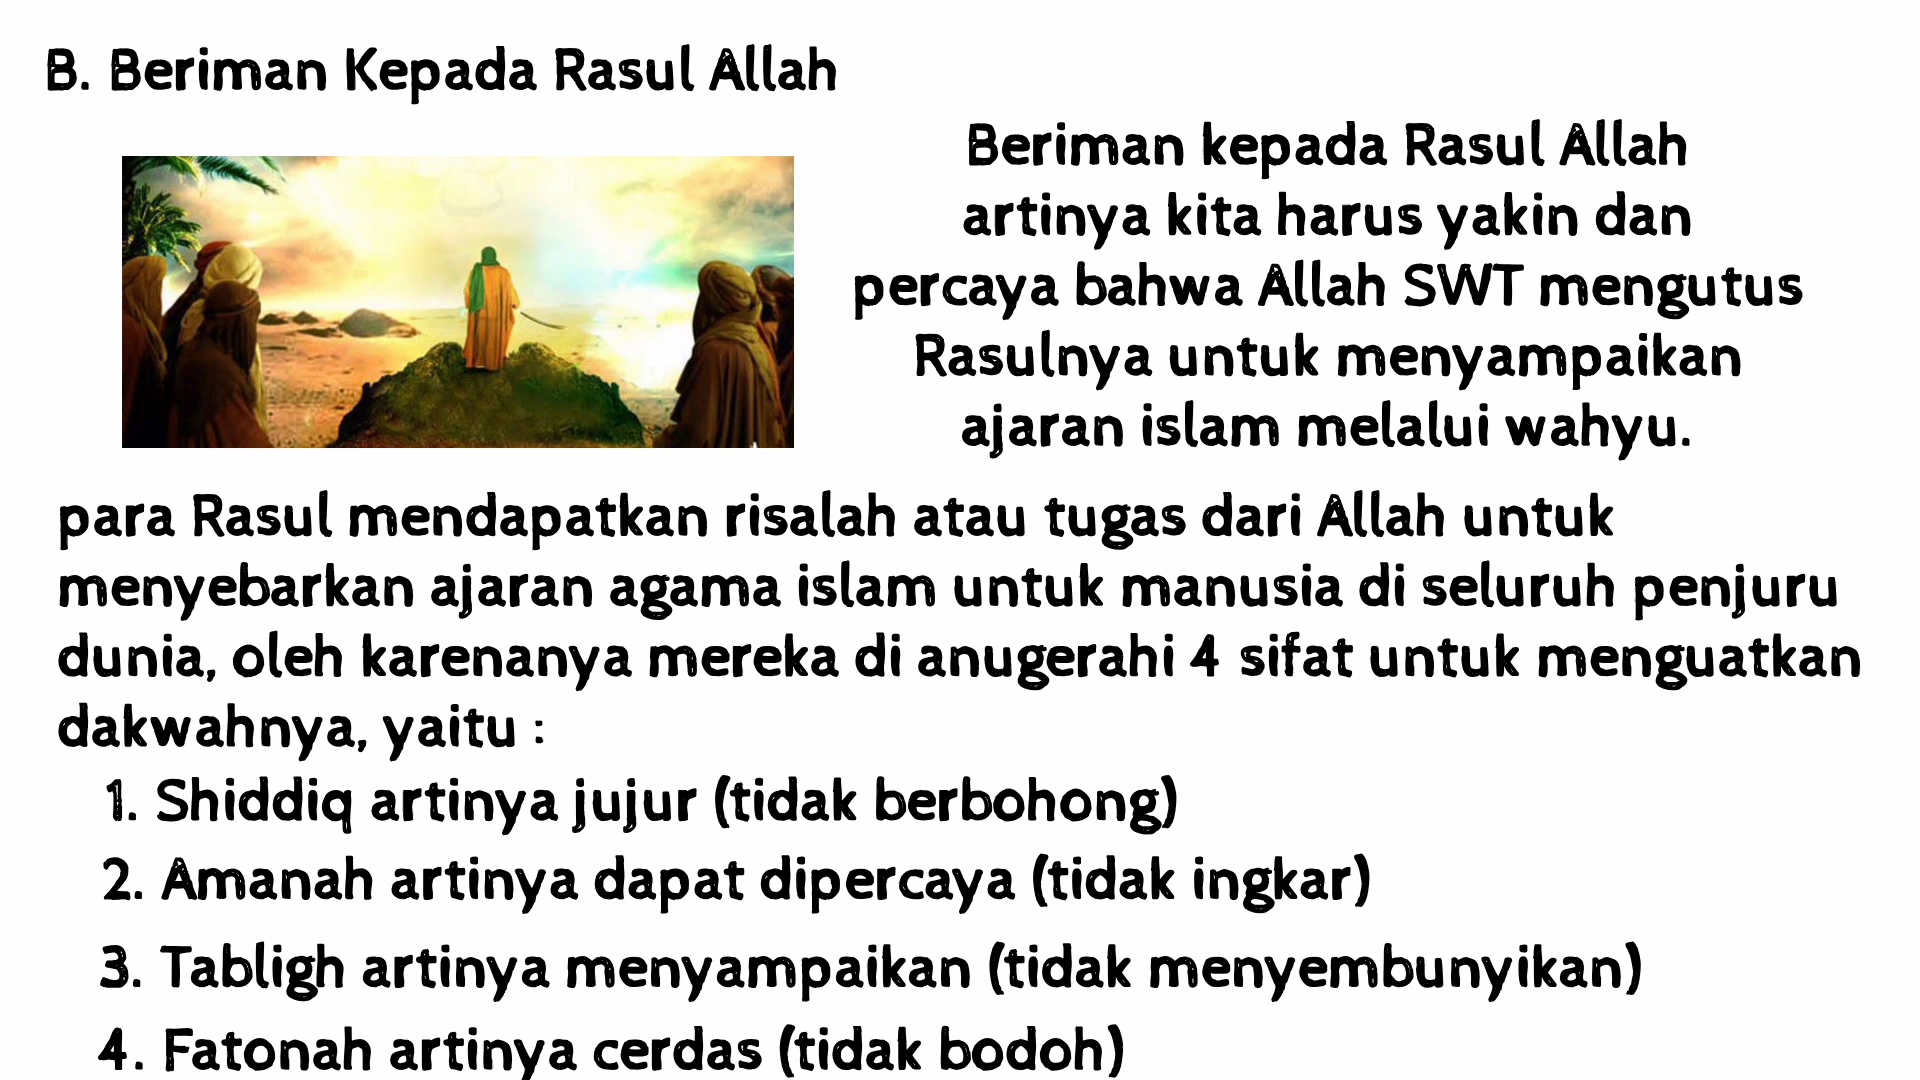 B. Beriman Kepada Rasul Allah
Beriman kepada Rasul Allah
artinya kita harus yakin dan
percaya bahwa Allah SWT mengutus
Rasulnya untuk menyampaikan
ajaran islam melalui wahyu.
para Rasul mendapatkan risalah atau tugas dari Allah untuk
menyebarkan ajaran agama islam untuk manusia di seluruh penjuru
dunia, oleh karenanya mereka di anugerahi 4 sifat untuk menguatkan
dakwahnya, yaitu :
1. Shiddiq artinya jujur (tidak berbohong)
2. Amanah artinya dapat dipercaya (tidak ingkar)
3. Tabligh artinya menyampaikan (tidak menyembunyikan)
4. Fatonah artinya cerdas (tidak bodoh)